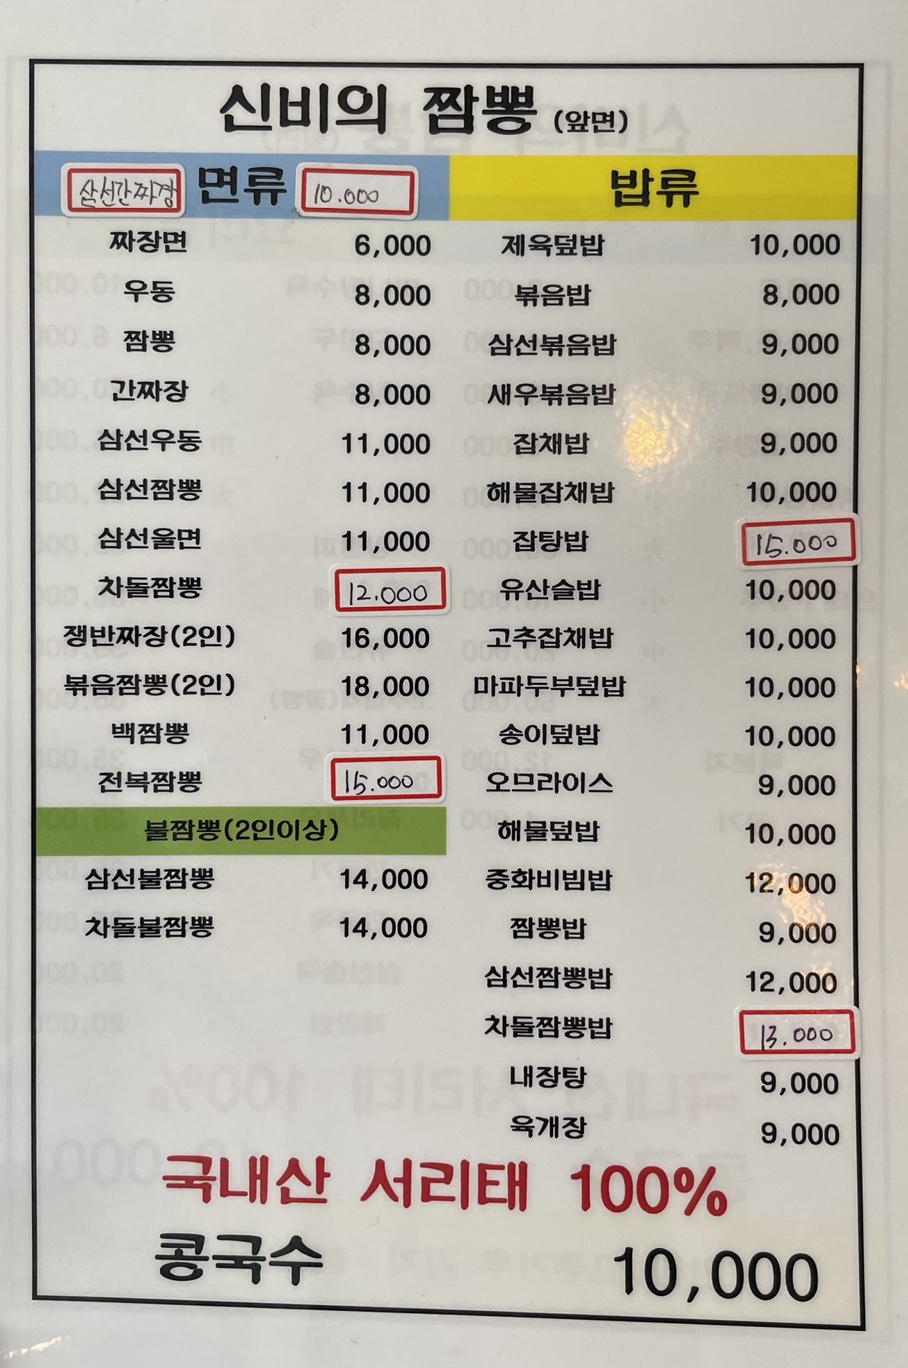 신비의 짬뽕 (앞면)
삼선간짜장 면류 10.000
짜장면 6,000
우동 8,000
짬뽕 8,000
간짜장 8,000
삼선우동 11,000
삼선짬뽕 11,000
삼선울면 11,000
차돌짬뽕 12.000
쟁반짜장(2인) 16,000
볶음짬뽕(2인) 18,000
백짬뽕 11,000
전복짬뽕 15.000
불짬뽕(2인이상)
삼선불짬뽕 14,000
차돌불짬뽕 14,000
밥류
제육덮밥 10,000
볶음밥 8,000
삼선볶음밥 9,000
새우볶음밥 9,000
잡채밥 9,000
해물잡채밥 10,000
잡탕밥 15.000
유산슬밥 10,000
고추잡채밥 10,000
마파두부덮밥 10,000
송이덮밥 10,000
오므라이스 9,000
해물덮밥 10,000
중화비빔밥 12,000
짬뽕밥 9,000
삼선짬뽕밥 12,000
차돌짬뽕밥 13.000
내장탕 9,000
육개장 9,000
국내산 서리태 100%
콩국수 10,000